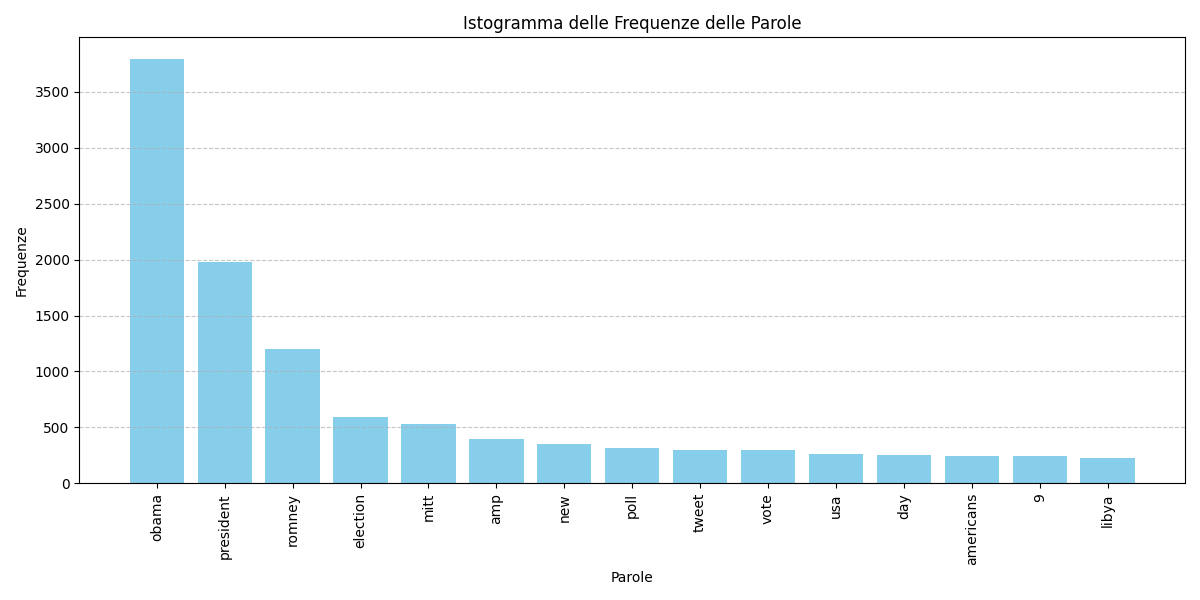 Istogramma delle Frequenze delle Parole
Frequenze
3500
3000
2500
2000
1500
1000
500
0
obama
president
romney
election
mitt
amp
new
poll
tweet
vote
usa
day
americans
9
libya
Parole